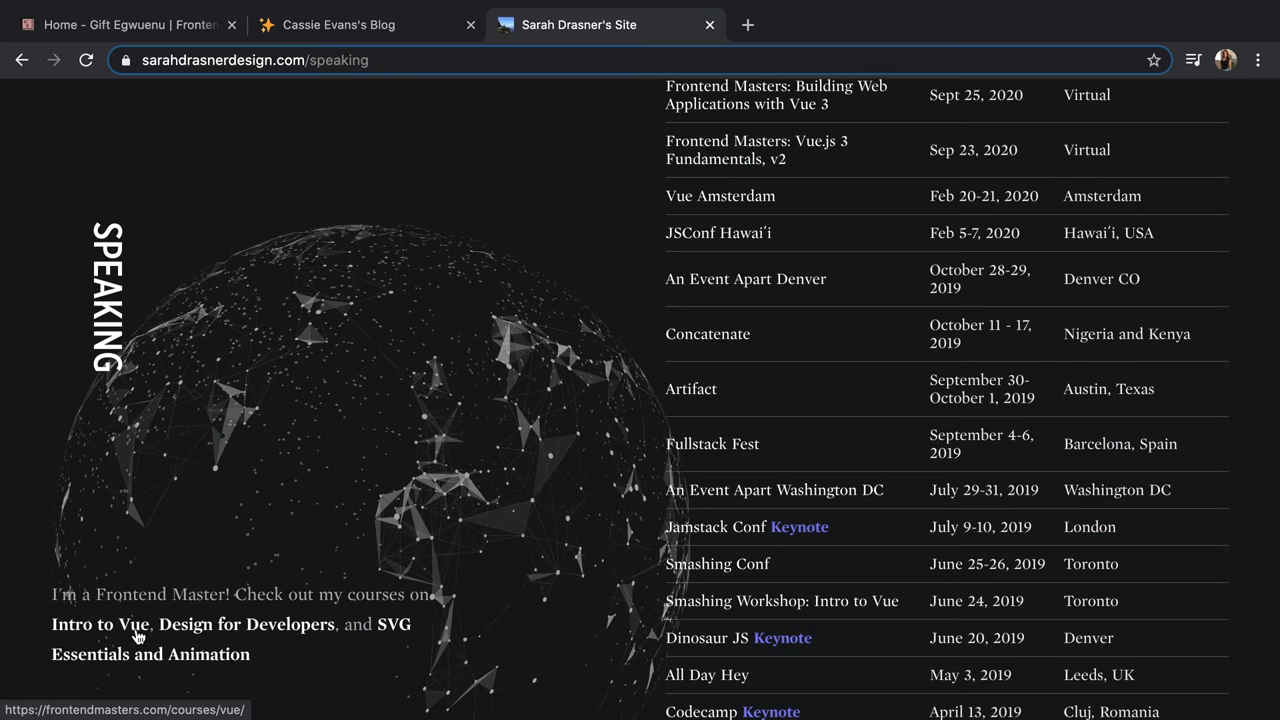 Home - Gift Egwuenu | Fronten
Cassie Evans's Blog
Sarah Drasner's Site
sarahdrasnerdesign.com/speaking
Frontend Masters: Building Web
Applications with Vue 3
Sept 25, 2020
Virtual
Frontend Masters: Vue.js 3
Fundamentals, v2
Sep 23, 2020
Virtual
Vue Amsterdam
Feb 20-21, 2020
Amsterdam
JSConf Hawai'i
Feb 5-7, 2020
Hawai'i, USA
An Event Apart Denver
October 28-29,
2019
Denver CO
Concatenate
October 11 - 17,
2019
Nigeria and Kenya
Artifact
September 30-
October 1, 2019
Austin, Texas
Fullstack Fest
September 4-6,
2019
Barcelona, Spain
An Event Apart Washington DC
July 29-31, 2019
Washington DC
Jamstack Conf Keynote
July 9-10, 2019
London
Smashing Conf
June 25-26, 2019
Toronto
Smashing Workshop: Intro to Vue
June 24, 2019
Toronto
Dinosaur JS Keynote
June 20, 2019
Denver
All Day Hey
May 3, 2019
Leeds, UK
Codecamp Keynote
April 13, 2019
Cluj, Romania
SPEAKING
I'm a Frontend Master! Check out my courses on
Intro to Vue, Design for Developers, and SVG
Essentials and Animation
https://frontendmasters.com/courses/vue/